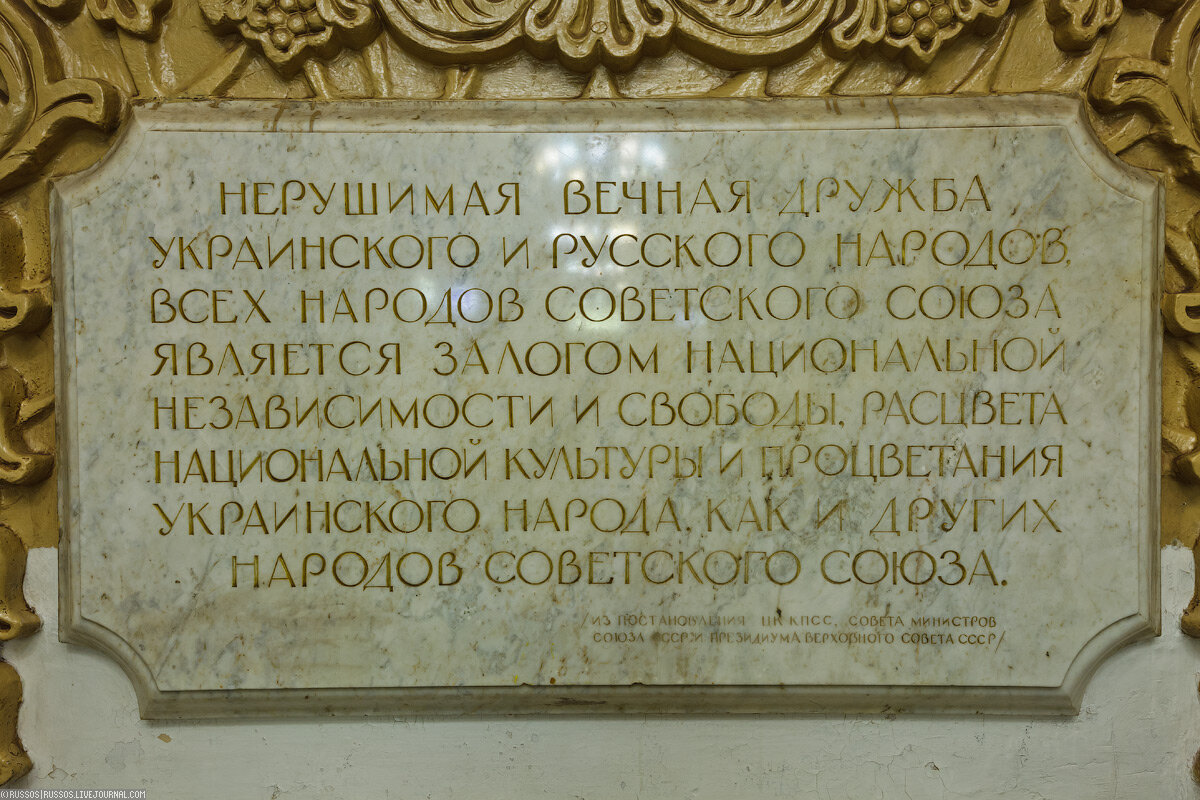 НЕРУШИМАЯ ВЕЧНАЯ ДРУЖБА
УКРАИНСКОГО И РУССКОГО НАРОДОВ,
ВСЕХ НАРОДОВ СОВЕТСКОГО СОЮЗА
ЯВЛЯЕТСЯ ЗАЛОГОМ НАЦИОНАЛЬНОЙ
НЕЗАВИСИМОСТИ И СВОБОДЫ, РАСЦВЕТА
НАЦИОНАЛЬНОЙ КУЛЬТУРЫ И ПРОЦВЕТАНИЯ
УКРАИНСКОГО НАРОДА, КАК И ДРУГИХ
НАРОДОВ СОВЕТСКОГО СОЮЗА.
/ИЗ ПОСТАНОВЛЕНИЯ ЦК КПСС, СОВЕТА МИНИСТРОВ
СОЮЗА ССР И ПРЕЗИДИУМА ВЕРХОВНОГО СОВЕТА СССР/
©RUSSOS|RUSSOS.LIVEJOURNAL.COM